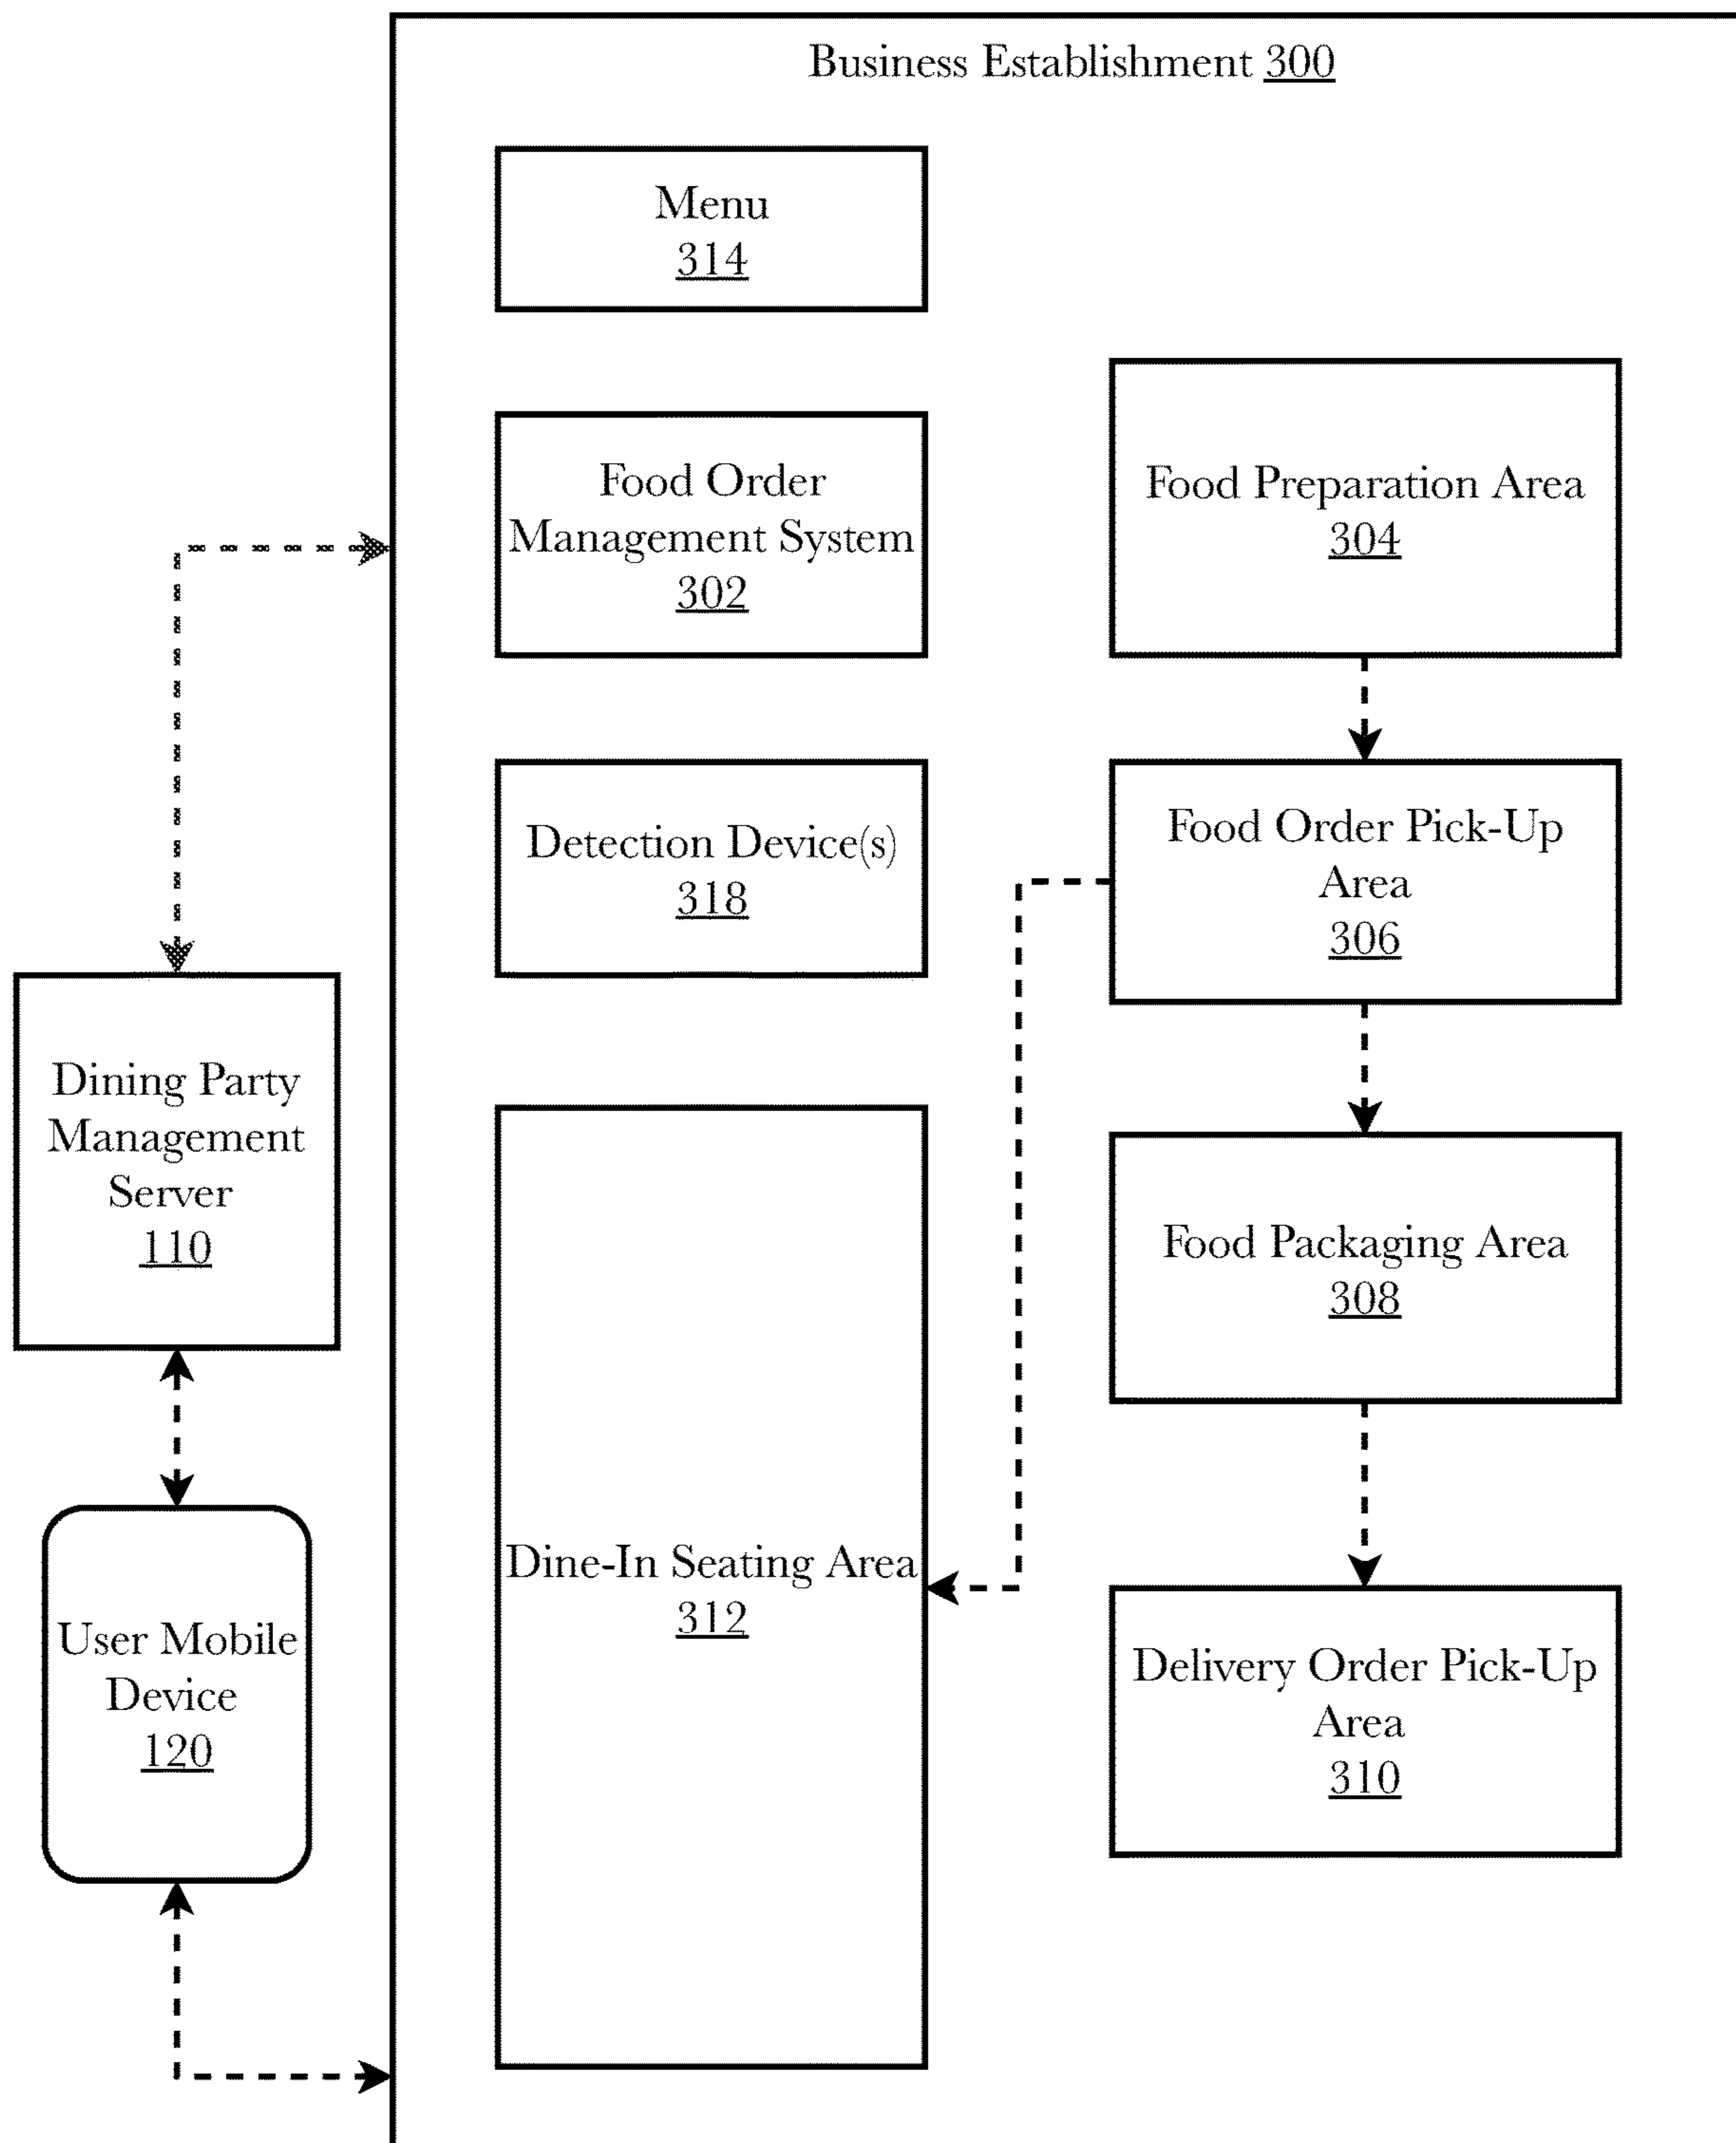 Business Establishment 300
Menu
314
Food Order
Management System
302
Food Preparation Area
304
Detection Device(s)
318
Food Order Pick-Up
Area
306
Dining Party
Management
Server
110
Food Packaging Area
308
Dine-In Seating Area
312
User Mobile
Device
120
Delivery Order Pick-Up
Area
310